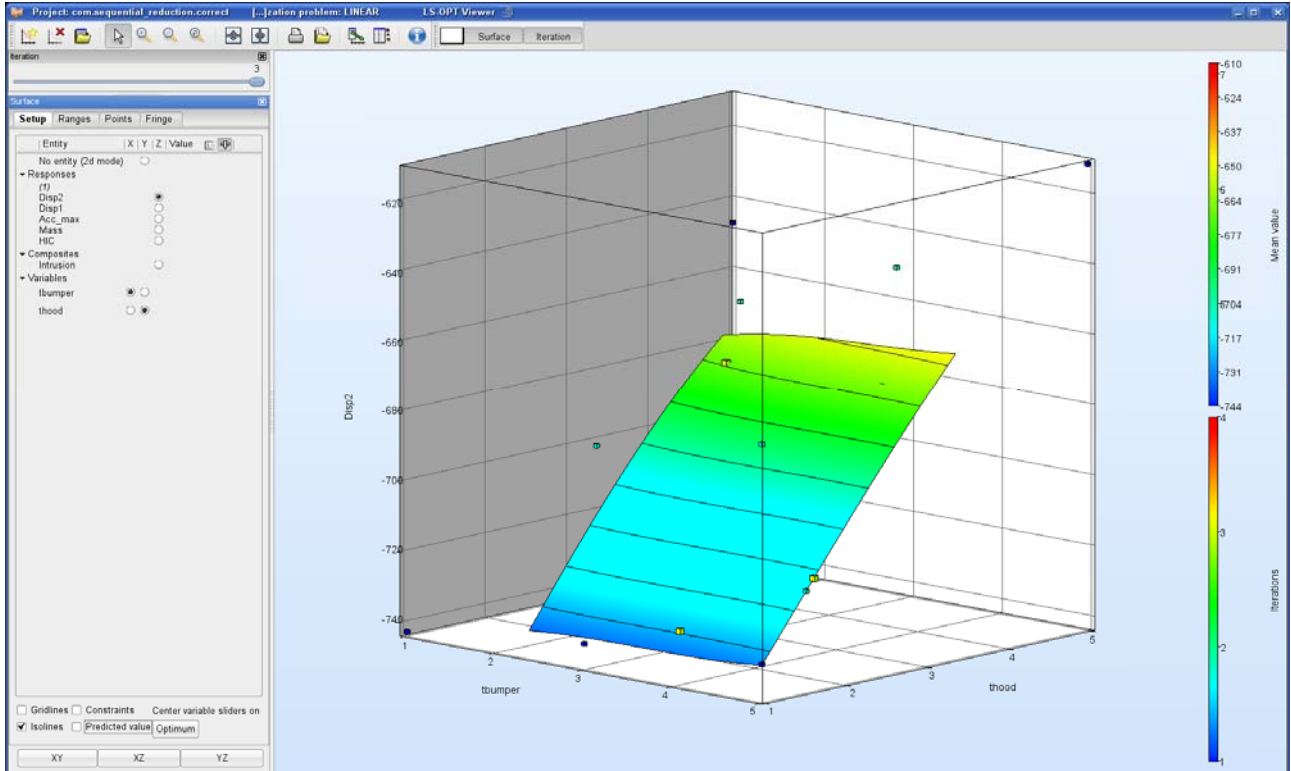 Project: com.sequential_reduction.correct [...]zation problem: LINEAR LS-OPT Viewer
Surface Iteration
Iteration
3
Surface
Setup Ranges Points Fringe
Entity X Y Z Value
No entity (2d mode)
Responses
(1)
Disp2
Disp1
Acc_max
Mass
HIC
Composites
Intrusion
Variables
tbumper
thood
Gridlines Constraints Center variable sliders on
Isolines Predicted value Optimum
XY XZ YZ
Disp2
-620
-640
-660
-680
-700
-720
-740
1
2
3
4
5
tbumper
1
2
3
4
5
thood
-610
7
-624
-637
-650
6
-664
-677
-691
-704
-717
-731
-744
Mean value
4
3
2
1
Iterations